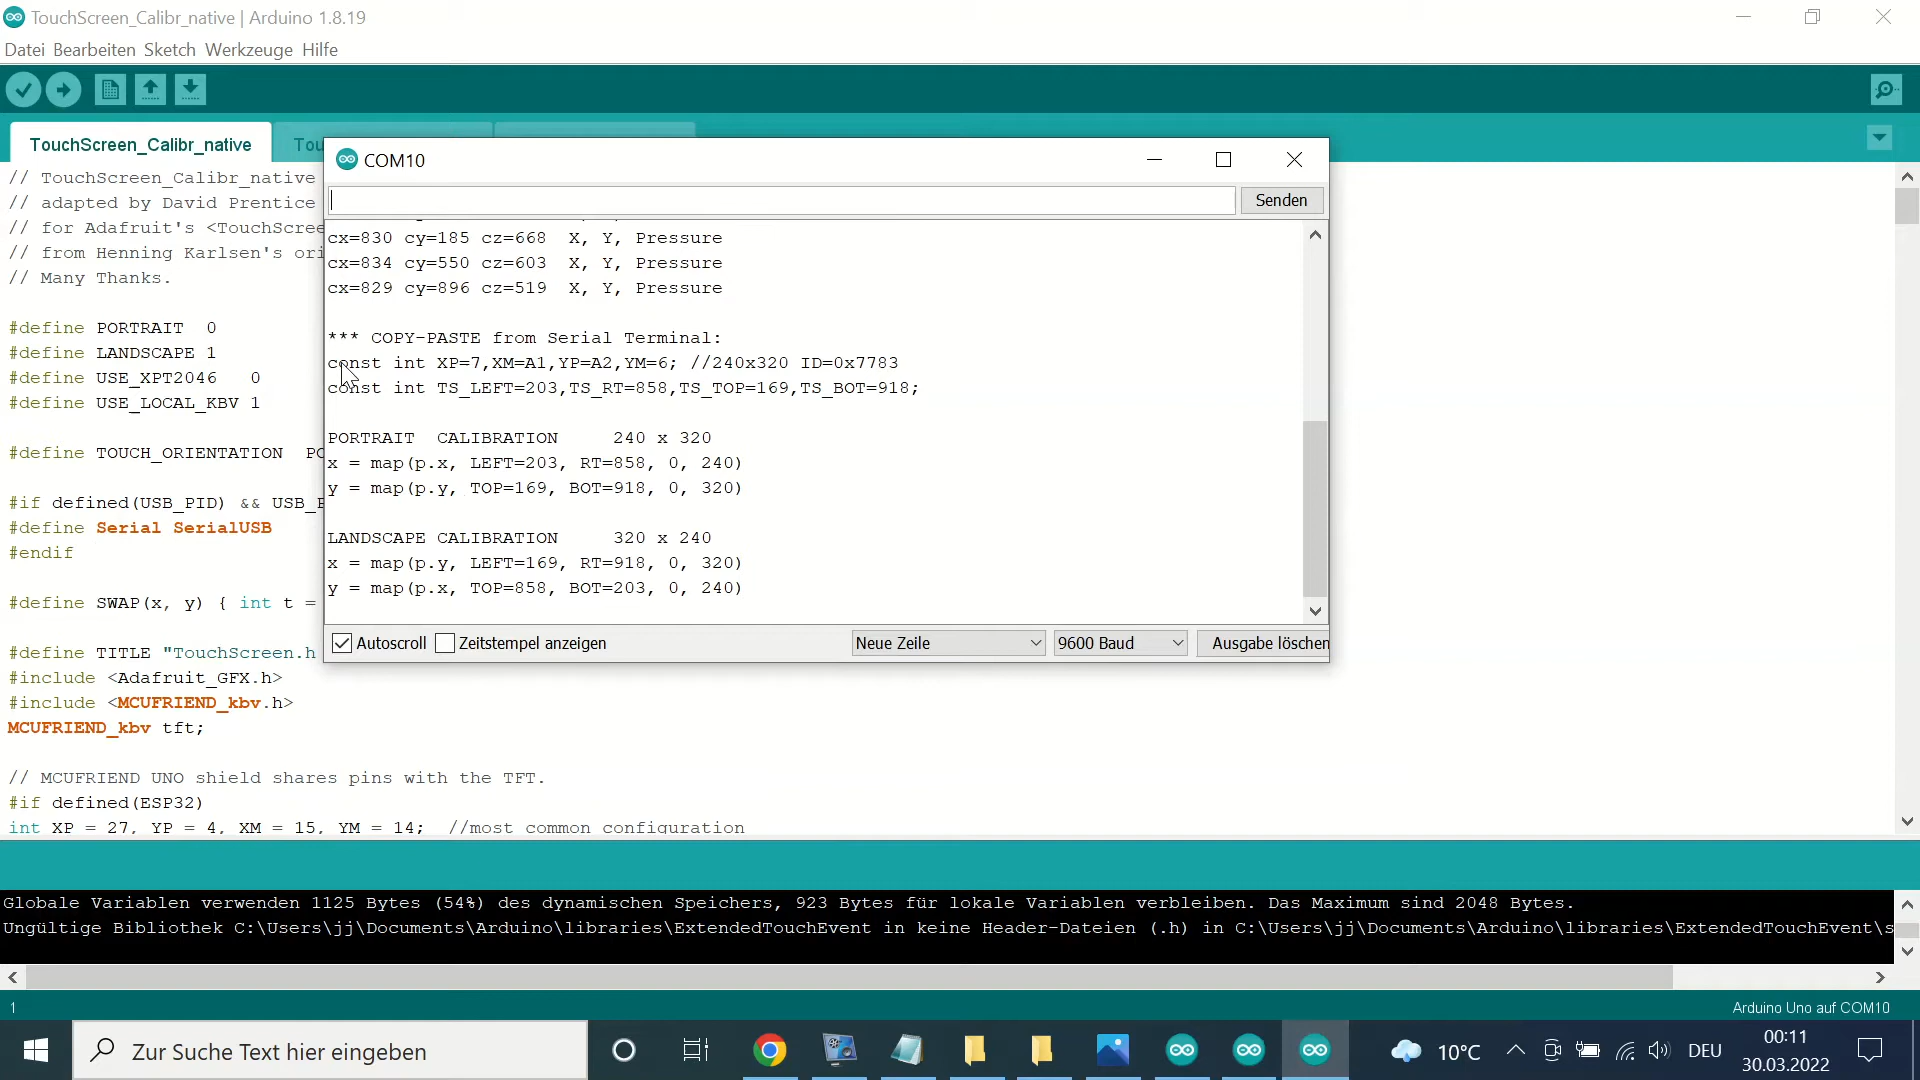 TouchScreen_Calibr_native | Arduino 1.8.19
Datei Bearbeiten Sketch Werkzeuge Hilfe
TouchScreen_Calibr_native
// TouchScreen_Calibr_native
// adapted by David Prentice
// for Adafruit's <TouchScree
// from Henning Karlsen's ori
// Many Thanks.
#define PORTRAIT  0
#define LANDSCAPE 1
#define USE_XPT2046   0
#define USE_LOCAL_KBV 1
#define TOUCH_ORIENTATION  PO
#if defined(USB_PID) && USB_P
#define Serial SerialUSB
#endif
#define SWAP(x, y) { int t =
#define TITLE "TouchScreen.h
#include <Adafruit_GFX.h>
#include <MCUFRIEND_kbv.h>
MCUFRIEND_kbv tft;
// MCUFRIEND UNO shield shares pins with the TFT.
#if defined(ESP32)
int XP = 27, YP = 4, XM = 15, YM = 14;  //most common configuration
COM10
Senden
cx=830 cy=185 cz=668  X, Y, Pressure
cx=834 cy=550 cz=603  X, Y, Pressure
cx=829 cy=896 cz=519  X, Y, Pressure
*** COPY-PASTE from Serial Terminal:
const int XP=7,XM=A1,YP=A2,YM=6; //240x320 ID=0x7783
const int TS_LEFT=203,TS_RT=858,TS_TOP=169,TS_BOT=918;
PORTRAIT  CALIBRATION     240 x 320
x = map(p.x, LEFT=203, RT=858, 0, 240)
y = map(p.y, TOP=169, BOT=918, 0, 320)
LANDSCAPE CALIBRATION     320 x 240
x = map(p.y, LEFT=169, RT=918, 0, 320)
y = map(p.x, TOP=858, BOT=203, 0, 240)
Autoscroll Zeitstempel anzeigen Neue Zeile 9600 Baud Ausgabe löschen
Globale Variablen verwenden 1125 Bytes (54%) des dynamischen Speichers, 923 Bytes für lokale Variablen verbleiben. Das Maximum sind 2048 Bytes.
Ungültige Bibliothek C:\Users\jj\Documents\Arduino\libraries\ExtendedTouchEvent in keine Header-Dateien (.h) in C:\Users\jj\Documents\Arduino\libraries\ExtendedTouchEvent\s
1
Arduino Uno auf COM10
Zur Suche Text hier eingeben
10°C
DEU
00:11
30.03.2022